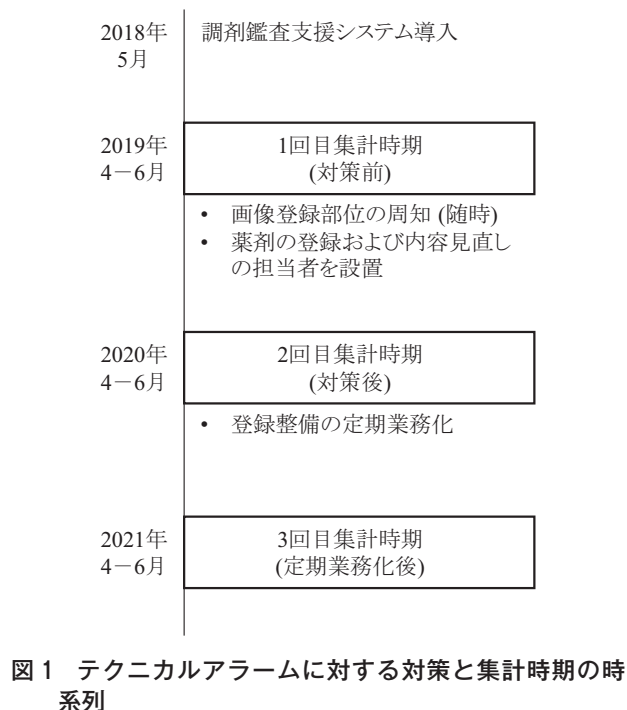 2018年
5月
調剤鑑査支援システム導入
2019年
4－6月
1回目集計時期
(対策前)
• 画像登録部位の周知 (随時)
• 薬剤の登録および内容見直し
の担当者を設置
2020年
4－6月
2回目集計時期
(対策後)
• 登録整備の定期業務化
2021年
4－6月
3回目集計時期
(定期業務化後)
図1 テクニカルアラームに対する対策と集計時期の時
系列